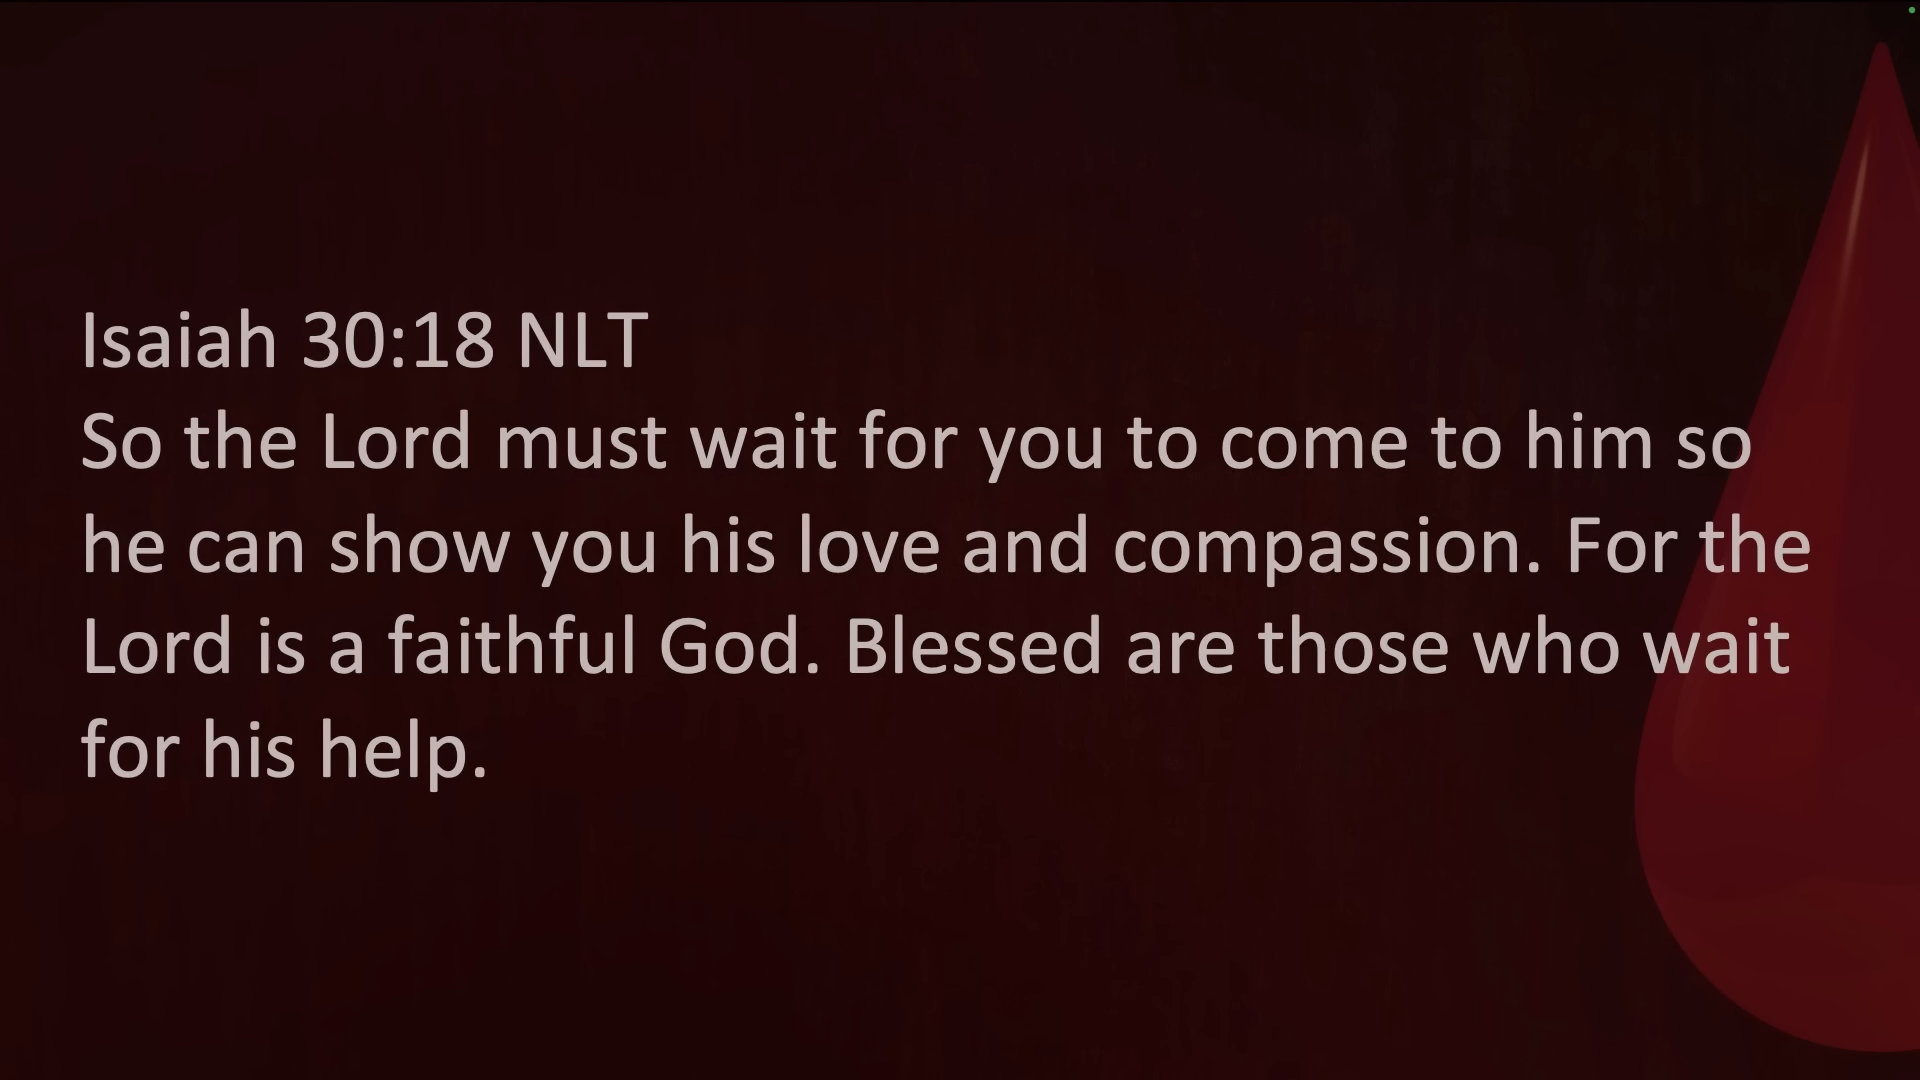 Isaiah 30:18 NLT
So the Lord must wait for you to come to him so
he can show you his love and compassion. For the
Lord is a faithful God. Blessed are those who wait
for his help.